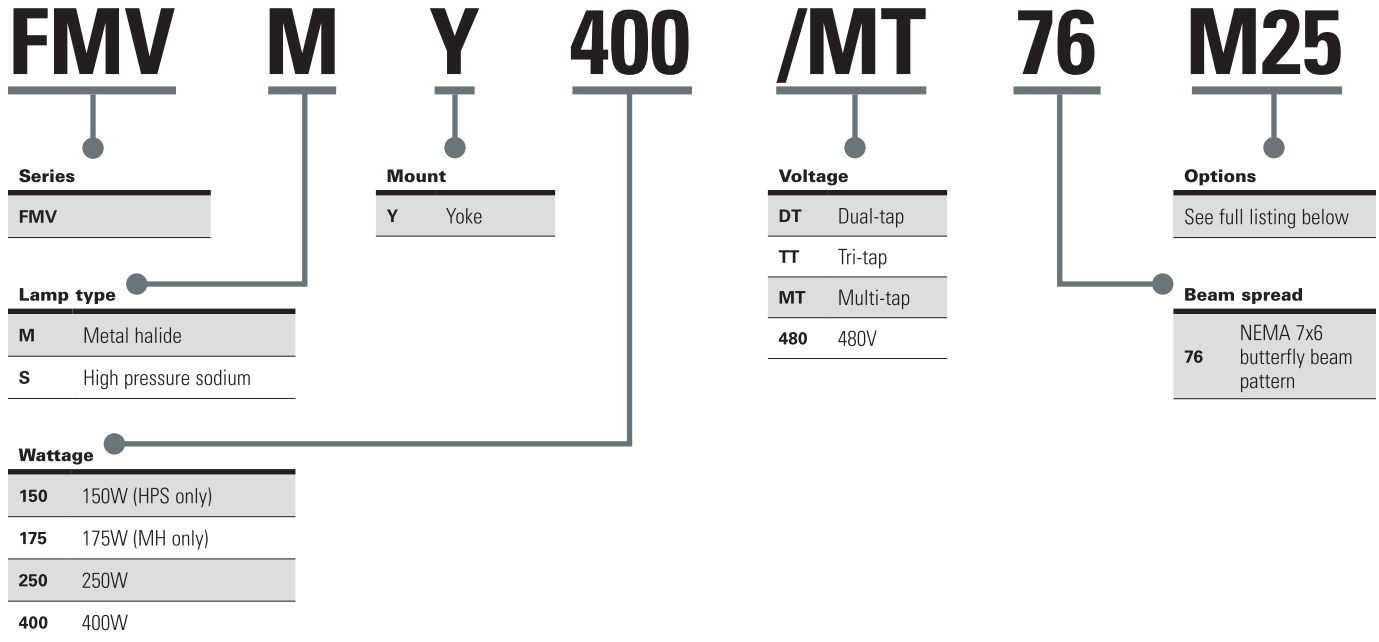 FMV M Y 400 /MT 76 M25
Series
FMV
Lamp type
M Metal halide
S High pressure sodium
Wattage
150 150W (HPS only)
175 175W (MH only)
250 250W
400 400W
Mount
Y Yoke
Voltage
DT Dual-tap
TT Tri-tap
MT Multi-tap
480 480V
Options
See full listing below
Beam spread
76 NEMA 7x6
butterfly beam
pattern